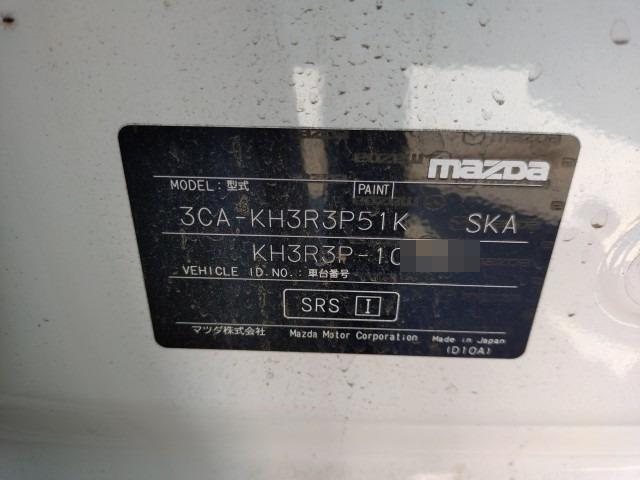 mazda
MODEL:型式 PAINT
3CA-KH3R3P51K SKA
KH3R3P-10
VEHICLE ID.NO.:車台番号
SRS I
マツダ株式会社 Mazda Motor Corporation Made in Japan
(D10A)